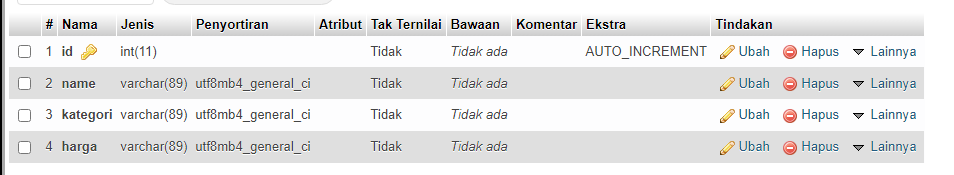 # Nama Jenis Penyortiran Atribut Tak Ternilai Bawaan Komentar Ekstra Tindakan
1 id int(11) Tidak Tidak ada AUTO_INCREMENT Ubah Hapus Lainnya
2 name varchar(89) utf8mb4_general_ci Tidak Tidak ada Ubah Hapus Lainnya
3 kategori varchar(89) utf8mb4_general_ci Tidak Tidak ada Ubah Hapus Lainnya
4 harga varchar(89) utf8mb4_general_ci Tidak Tidak ada Ubah Hapus Lainnya